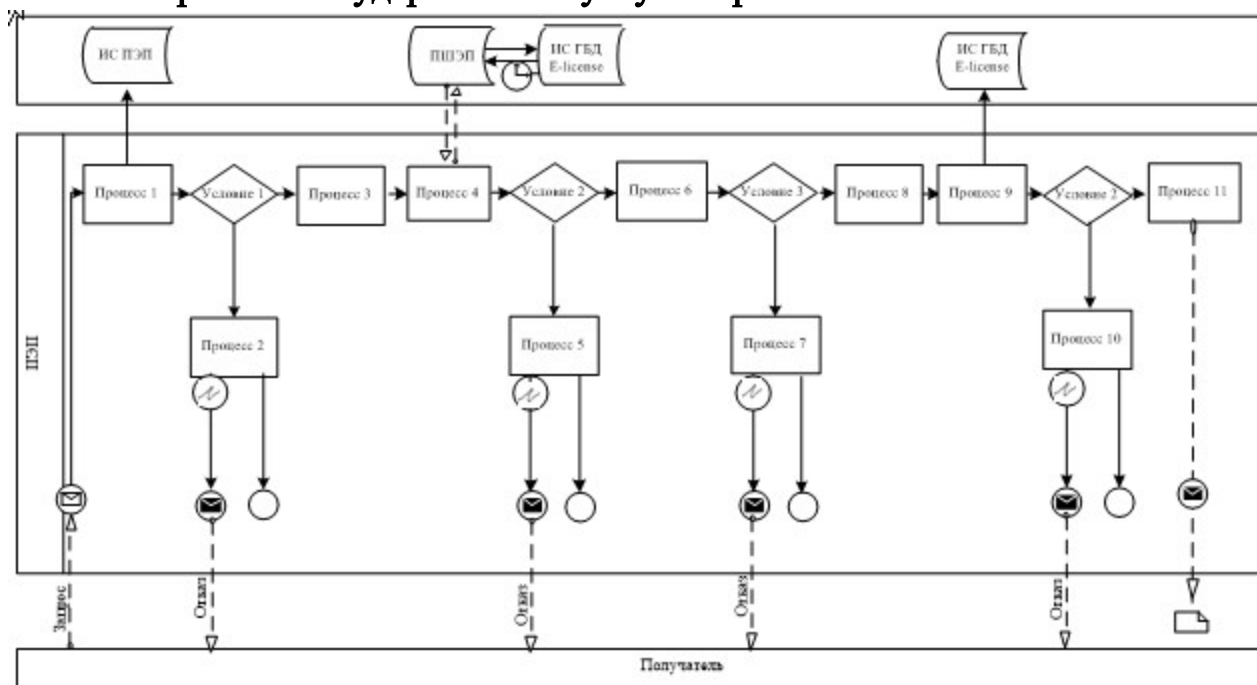 ИС ПЭП
ПШЭП
ИС ГБД
E-license
ИС ГБД
E-license
ПЭП
Процесс 1
Условие 1
Процесс 3
Процесс 4
Условие 2
Процесс 6
Условие 3
Процесс 8
Процесс 9
Условие 2
Процесс 11
Процесс 2
Процесс 5
Процесс 7
Процесс 10
Запрос
Отказ
Отказ
Отказ
Отказ
Получатель